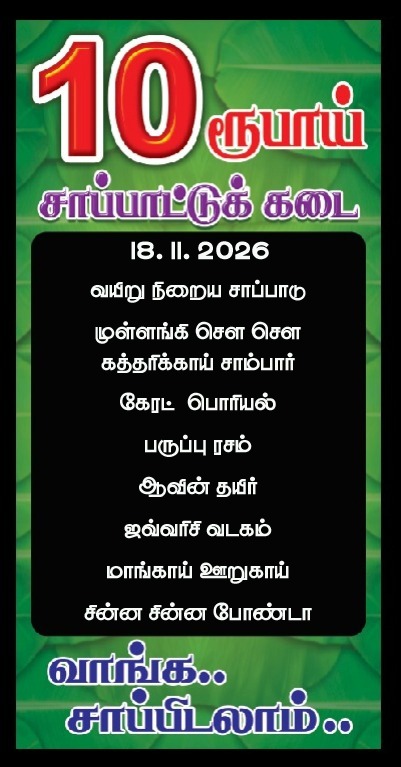 10 ரூபாய்
சாப்பாட்டுக் கடை
18. 11. 2026
வயிறு நிறைய சாப்பாடு
முள்ளங்கி சௌ சௌ
கத்தரிக்காய் சாம்பார்
கேரட் பொரியல்
பருப்பு ரசம்
ஆவின் தயிர்
ஜவ்வரிசி வடகம்
மாங்காய் ஊறுகாய்
சின்ன சின்ன போண்டா
வாங்க..
சாப்பிடலாம்..